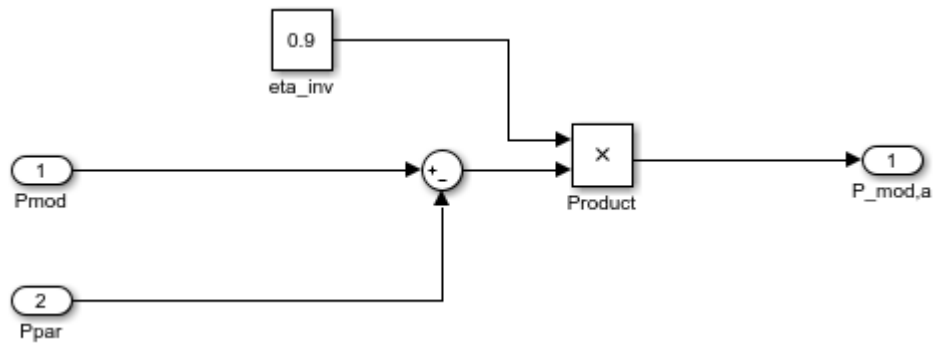 0.9
eta_inv
1
Pmod
+
-
×
Product
1
P_mod,a
2
Ppar